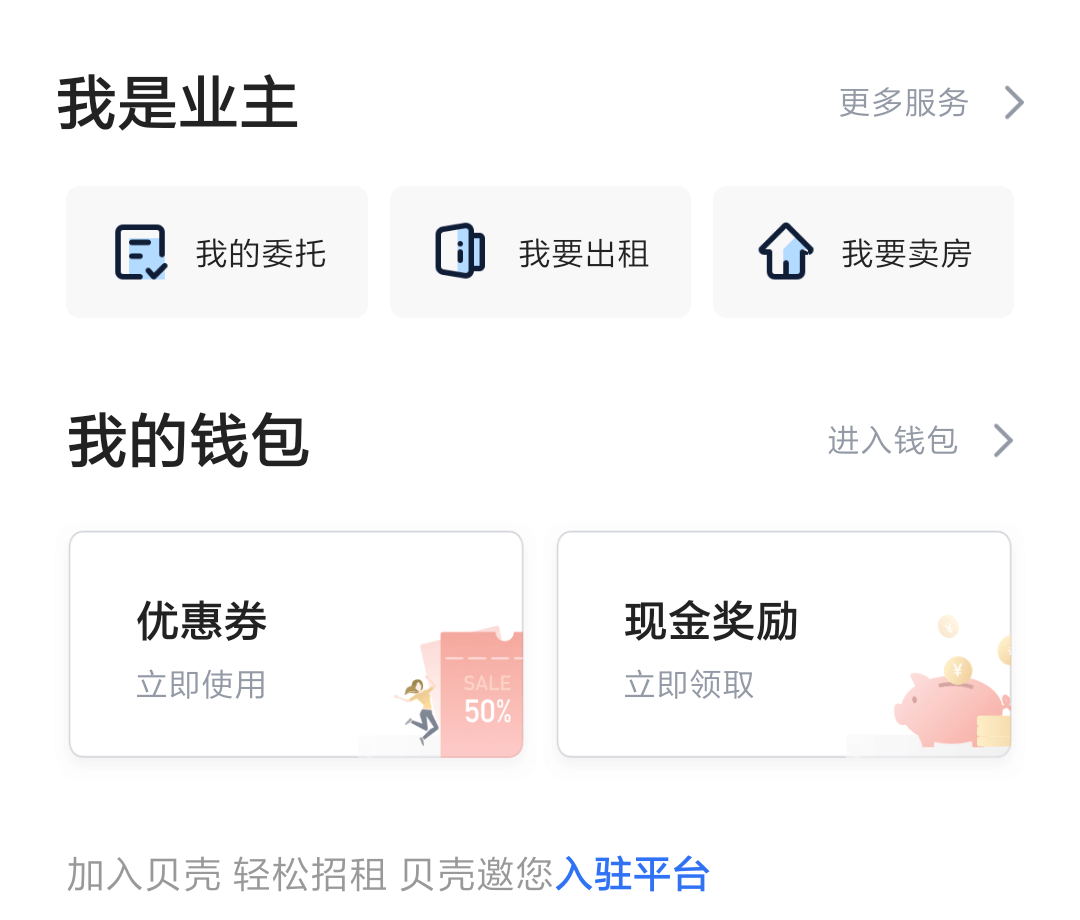 我是业主 更多服务
我的委托 我要出租 我要卖房
我的钱包 进入钱包
优惠券 现金奖励
立即使用 立即领取
SALE
50%
¥
加入贝壳 轻松招租 贝壳邀您入驻平台